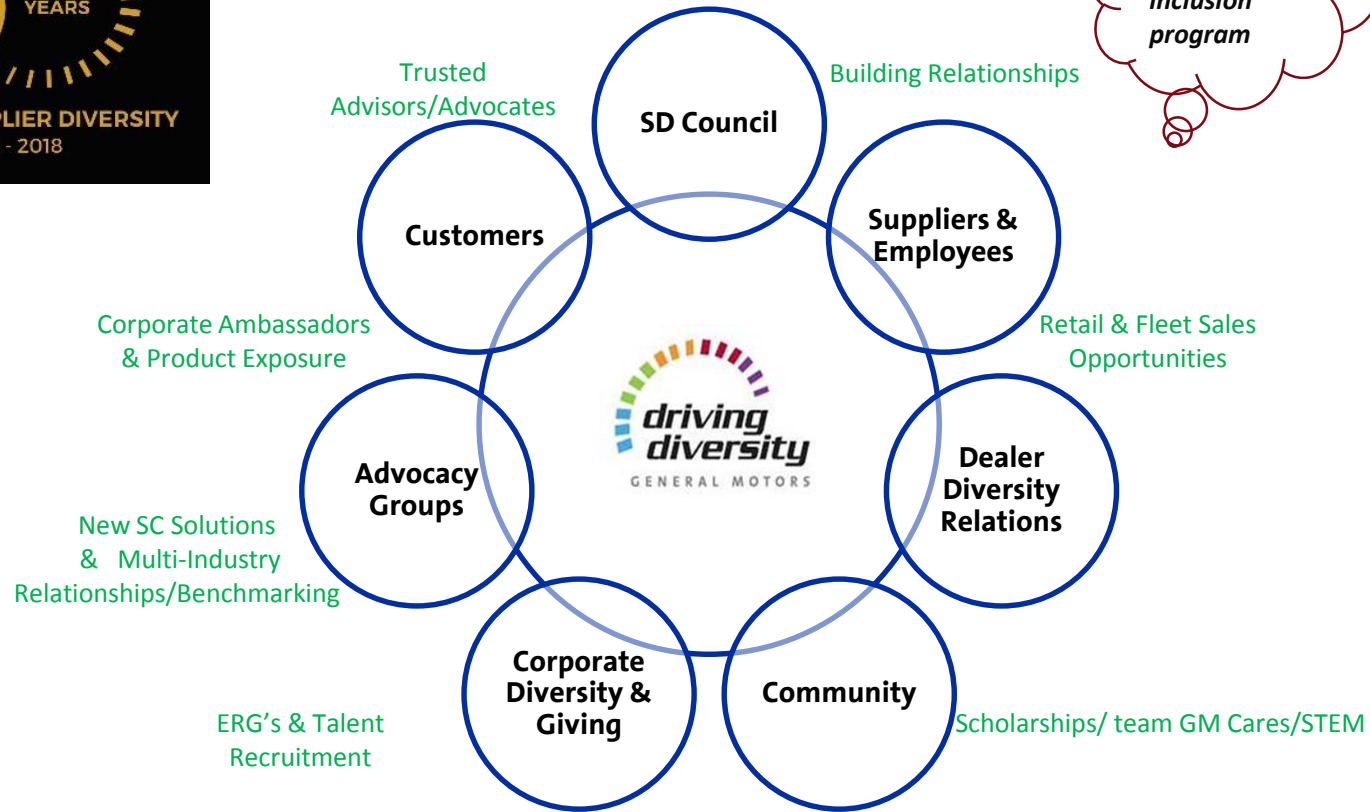 YEARS
PLIER DIVERSITY
- 2018
inclusion
program
Trusted
Advisors/Advocates
SD Council
Building Relationships
Customers
Suppliers &
Employees
Corporate Ambassadors
& Product Exposure
Retail & Fleet Sales
Opportunities
driving
diversity
GENERAL MOTORS
Advocacy
Groups
Dealer
Diversity
Relations
New SC Solutions
& Multi-Industry
Relationships/Benchmarking
Corporate
Diversity &
Giving
Community
ERG's & Talent
Recruitment
Scholarships/ team GM Cares/STEM